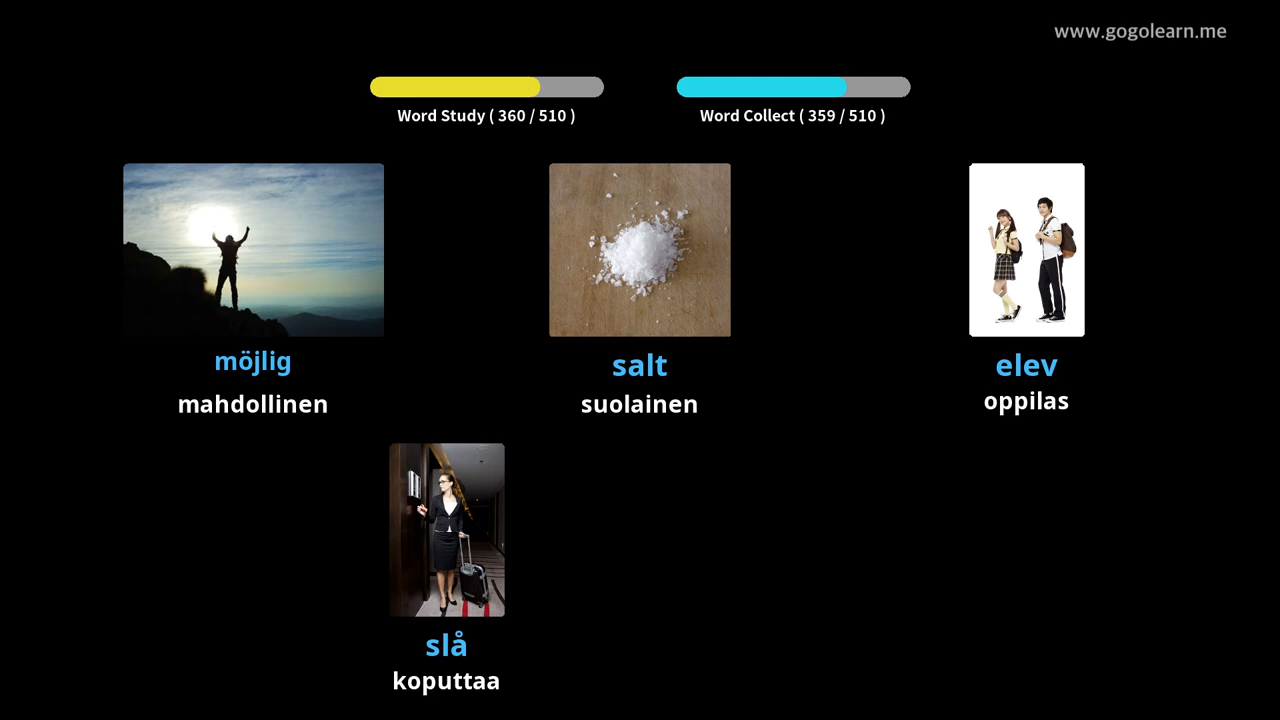 www.gogolearn.me
Word Study ( 360 / 510 )
Word Collect ( 359 / 510 )
möjlig
mahdollinen
salt
suolainen
elev
oppilas
slå
koputtaa